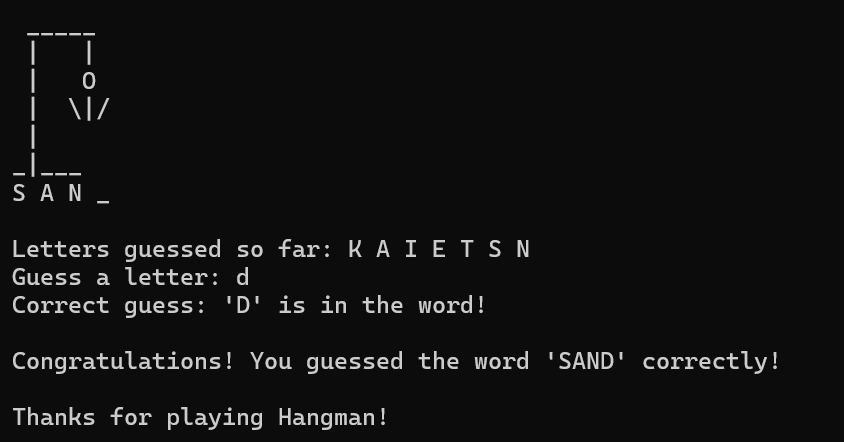 _____
 |   |
 |   O
 |  \|/
 |
_|___
S A N _
Letters guessed so far: K A I E T S N
Guess a letter: d
Correct guess: 'D' is in the word!
Congratulations! You guessed the word 'SAND' correctly!
Thanks for playing Hangman!